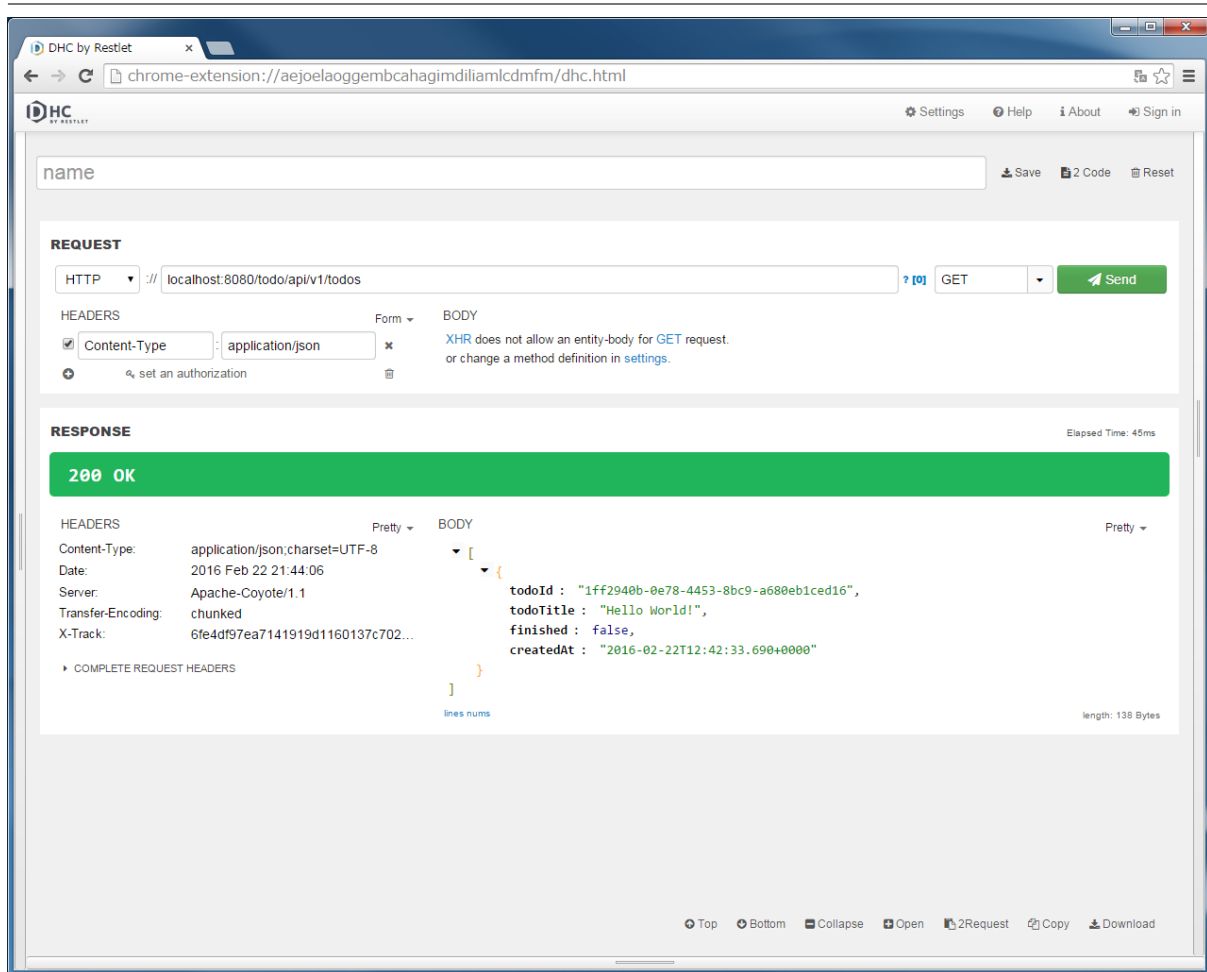 DHC by Restlet
chrome-extension://aejoelaoggembcahagimdiliamlcdmfm/dhc.html
DHC BY RESTLET Settings Help About Sign in
name Save 2 Code Reset
REQUEST
HTTP :// localhost:8080/todo/api/v1/todos ? [0] GET Send
HEADERS Form BODY
Content-Type : application/json XHR does not allow an entity-body for GET request.
or change a method definition in settings.
set an authorization
RESPONSE Elapsed Time: 45ms
200 OK
HEADERS Pretty BODY Pretty
Content-Type: application/json;charset=UTF-8 [
Date: 2016 Feb 22 21:44:06 {
Server: Apache-Coyote/1.1 todoId : "1ff2940b-0e78-4453-8bc9-a680eb1ced16",
Transfer-Encoding: chunked todoTitle : "Hello World!",
X-Track: 6fe4df97ea7141919d1160137c702... finished : false,
createdAt : "2016-02-22T12:42:33.690+0000"
COMPLETE REQUEST HEADERS }
]
lines nums length: 138 Bytes
Top Bottom Collapse Open 2Request Copy Download